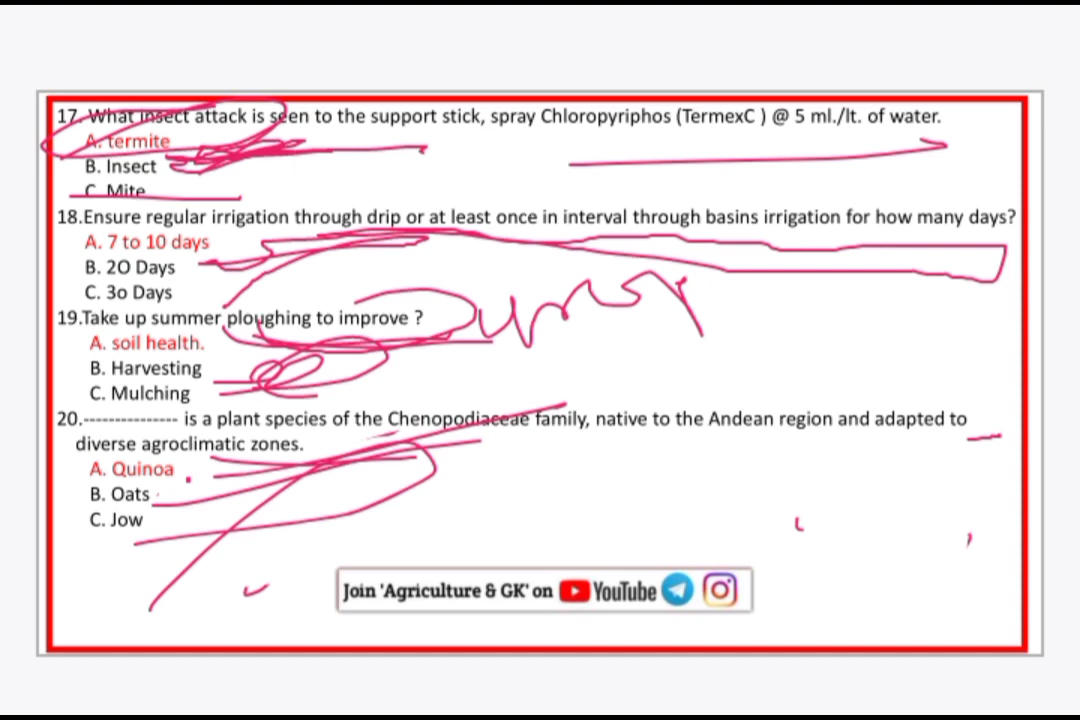 17. What insect attack is seen to the support stick, spray Chloropyriphos (TermexC ) @ 5 ml./lt. of water.
A. termite
B. Insect
C. Mite
18.Ensure regular irrigation through drip or at least once in interval through basins irrigation for how many days?
A. 7 to 10 days
B. 2O Days
C. 3o Days
19.Take up summer ploughing to improve ?
A. soil health.
B. Harvesting
C. Mulching
20.--------------- is a plant species of the Chenopodiaceae family, native to the Andean region and adapted to
diverse agroclimatic zones.
A. Quinoa
B. Oats
C. Jow
Join 'Agriculture & GK' on YouTube